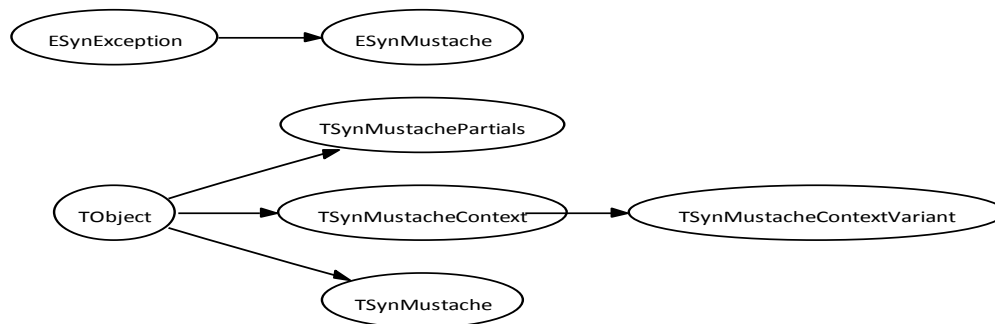 ESynException
ESynMustache
TSynMustachePartials
TObject
TSynMustacheContext
TSynMustacheContextVariant
TSynMustache